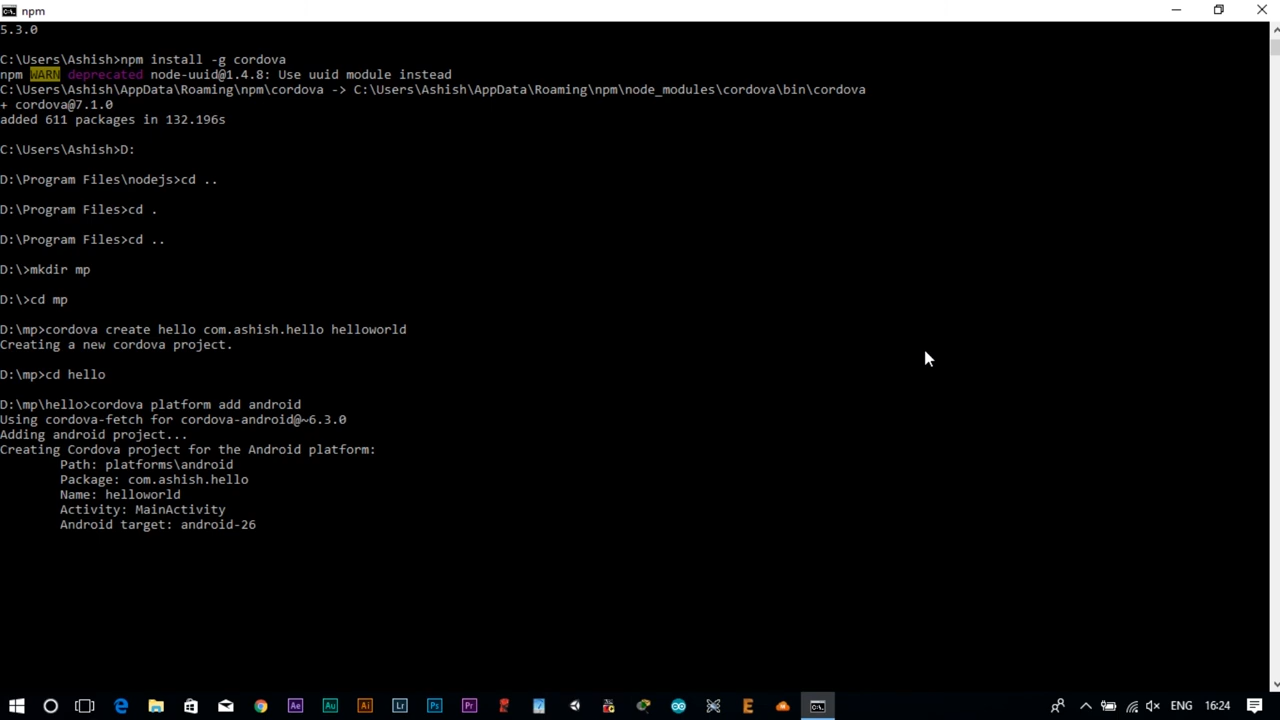 npm
5.3.0
C:\Users\Ashish>npm install -g cordova
npm WARN deprecated node-uuid@1.4.8: Use uuid module instead
C:\Users\Ashish\AppData\Roaming\npm\cordova -> C:\Users\Ashish\AppData\Roaming\npm\node_modules\cordova\bin\cordova
+ cordova@7.1.0
added 611 packages in 132.196s
C:\Users\Ashish>D:
D:\Program Files\nodejs>cd ..
D:\Program Files>cd .
D:\Program Files>cd ..
D:\>mkdir mp
D:\>cd mp
D:\mp>cordova create hello com.ashish.hello helloworld
Creating a new cordova project.
D:\mp>cd hello
D:\mp\hello>cordova platform add android
Using cordova-fetch for cordova-android@~6.3.0
Adding android project...
Creating Cordova project for the Android platform:
Path: platforms\android
Package: com.ashish.hello
Name: helloworld
Activity: MainActivity
Android target: android-26
Ae Au Ai Lr Ps Pr E ENG 16:24